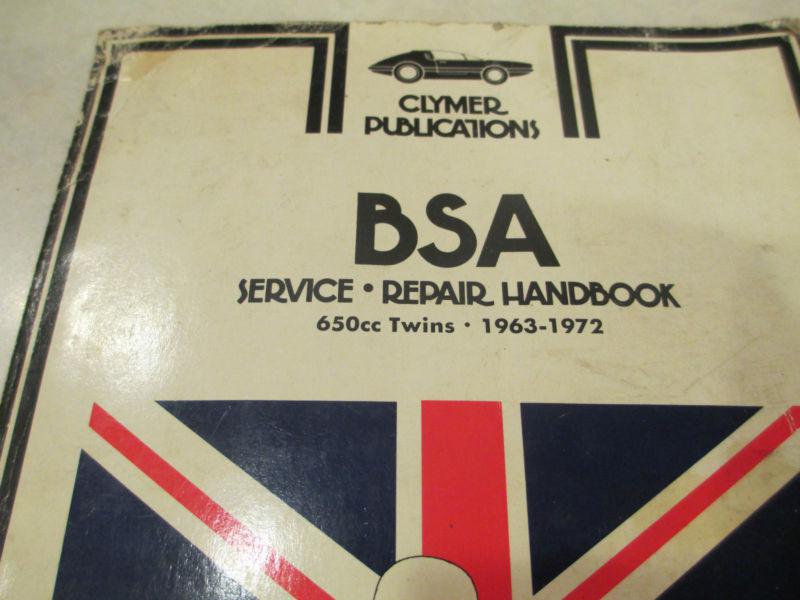 CLYMER
PUBLICATIONS
BSA
SERVICE • REPAIR HANDBOOK
650cc Twins • 1963-1972